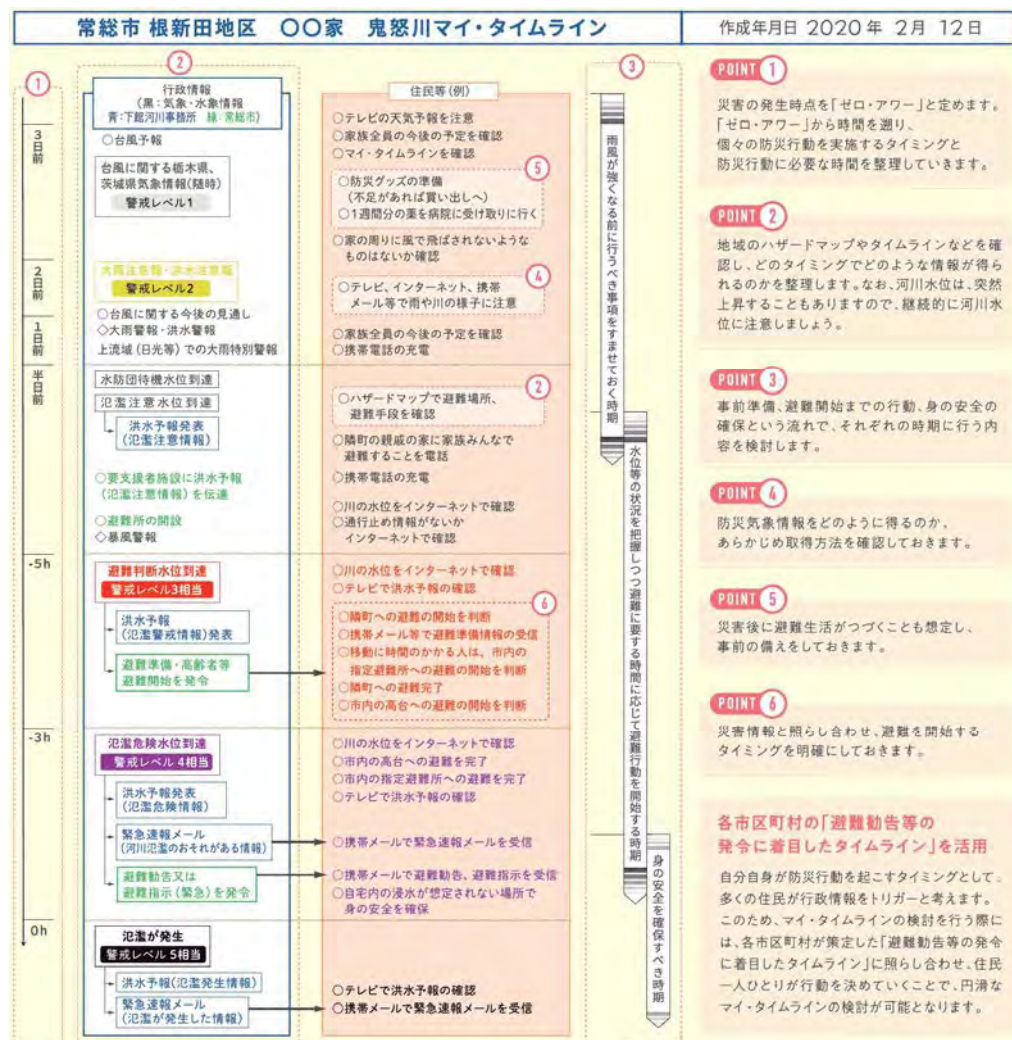 常総市 根新田地区　〇〇家　鬼怒川マイ・タイムライン
作成年月日 2020年 2月 12日
1
3日前
2日前
1日前
半日前
-5h
-3h
0h
2
行政情報
(黒：気象・水象情報
青：下館河川事務所　緑：常総市)
○台風予報
台風に関する栃木県、
茨城県気象情報(随時)
警戒レベル1
大雨注意報・洪水注意報
警戒レベル2
○台風に関する今後の見通し
◇大雨警報・洪水警報
上流域(日光等)での大雨特別警報
水防団待機水位到達
氾濫注意水位到達
洪水予報発表
(氾濫注意情報)
○要支援者施設に洪水予報
(氾濫注意情報)を伝達
○避難所の開設
◇暴風警報
避難判断水位到達
警戒レベル3相当
洪水予報
(氾濫警戒情報)発表
避難準備・高齢者等
避難開始を発令
氾濫危険水位到達
警戒レベル 4相当
洪水予報発表
(氾濫危険情報)
緊急速報メール
(河川氾濫のおそれがある情報)
避難勧告又は
避難指示(緊急)を発令
氾濫が発生
警戒レベル 5相当
洪水予報(氾濫発生情報)
緊急速報メール
(氾濫が発生した情報)
住民等(例)
○テレビの天気予報を注意
○家族全員の今後の予定を確認
○マイ・タイムラインを確認
5
○防災グッズの準備
(不足があれば買い出しへ)
○1週間分の薬を病院に受け取りに行く
○家の周りに風で飛ばされないような
ものはないか確認
4
○テレビ、インターネット、携帯
メール等で雨や川の様子に注意
○家族全員の今後の予定を確認
○携帯電話の充電
2
○ハザードマップで避難場所、
避難手段を確認
○隣町の親戚の家に家族みんなで
避難することを電話
○携帯電話の充電
○川の水位をインターネットで確認
○通行止め情報がないか
インターネットで確認
○川の水位をインターネットで確認
○テレビで洪水予報の確認
6
○隣町への避難の開始を判断
○携帯メール等で避難準備情報の受信
○移動に時間のかかる人は、市内の
指定避難所への避難の開始を判断
○隣町への避難完了
○市内の高台への避難の開始を判断
○川の水位をインターネットで確認
○市内の高台への避難を完了
○市内の指定避難所への避難を完了
○テレビで洪水予報の確認
○携帯メールで緊急速報メールを受信
○携帯メールで避難勧告、避難指示を受信
○自宅内の浸水が想定されない場所で
身の安全を確保
○テレビで洪水予報の確認
○携帯メールで緊急速報メールを受信
3
雨風が強くなる前に行うべき事項をすませておく時期
水位等の状況を把握しつつ避難に要する時間に応じて避難行動を開始する時期
身の安全を確保すべき時期
POINT 1
災害の発生時点を「ゼロ・アワー」と定めます。
「ゼロ・アワー」から時間を遡り、
個々の防災行動を実施するタイミングと
防災行動に必要な時間を整理していきます。
POINT 2
地域のハザードマップやタイムラインなどを確
認し、どのタイミングでどのような情報が得ら
れるのかを整理します。なお、河川水位は、突然
上昇することもありますので、継続的に河川水
位に注意しましょう。
POINT 3
事前準備、避難開始までの行動、身の安全の
確保という流れで、それぞれの時期に行う内
容を検討します。
POINT 4
防災気象情報をどのように得るのか、
あらかじめ取得方法を確認しておきます。
POINT 5
災害後に避難生活がつづくことも想定し、
事前の備えをしておきます。
POINT 6
災害情報と照らし合わせ、避難を開始する
タイミングを明確にしておきます。
各市区町村の「避難勧告等の
発令に着目したタイムライン」を活用
自分自身が防災行動を起こすタイミングとして、
多くの住民が行政情報をトリガーと考えます。
このため、マイ・タイムラインの検討を行う際に
は、各市区町村が策定した「避難勧告等の発令
に着目したタイムライン」に照らし合わせ、住民
一人ひとりが行動を決めていくことで、円滑な
マイ・タイムラインの検討が可能となります。